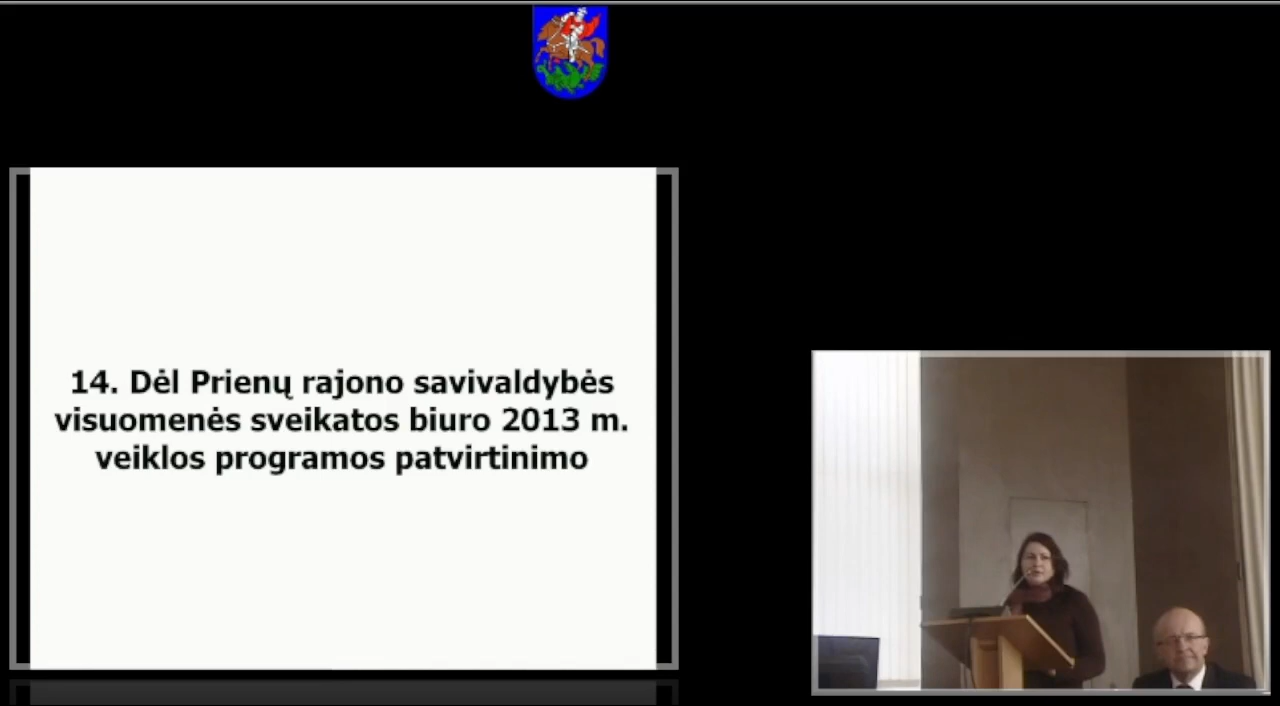 14. Dėl Prienų rajono savivaldybės
visuomenės sveikatos biuro 2013 m.
veiklos programos patvirtinimo